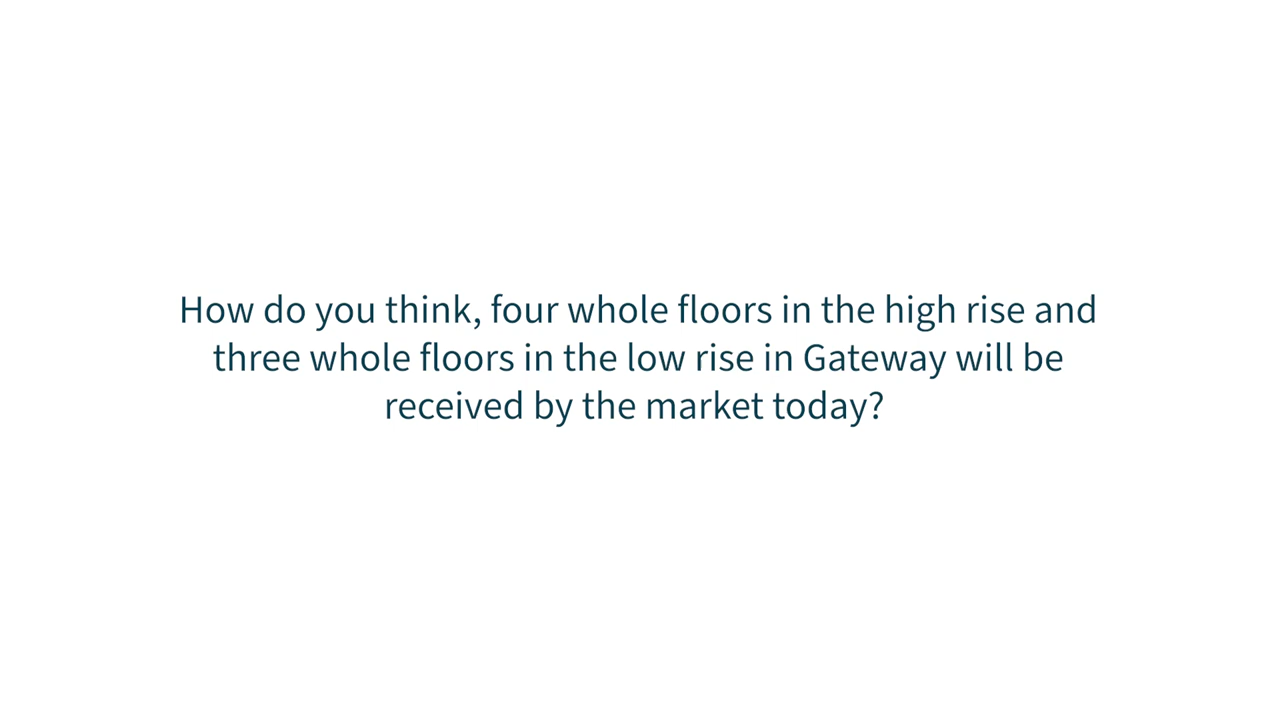 How do you think, four whole floors in the high rise and
three whole floors in the low rise in Gateway will be
received by the market today?